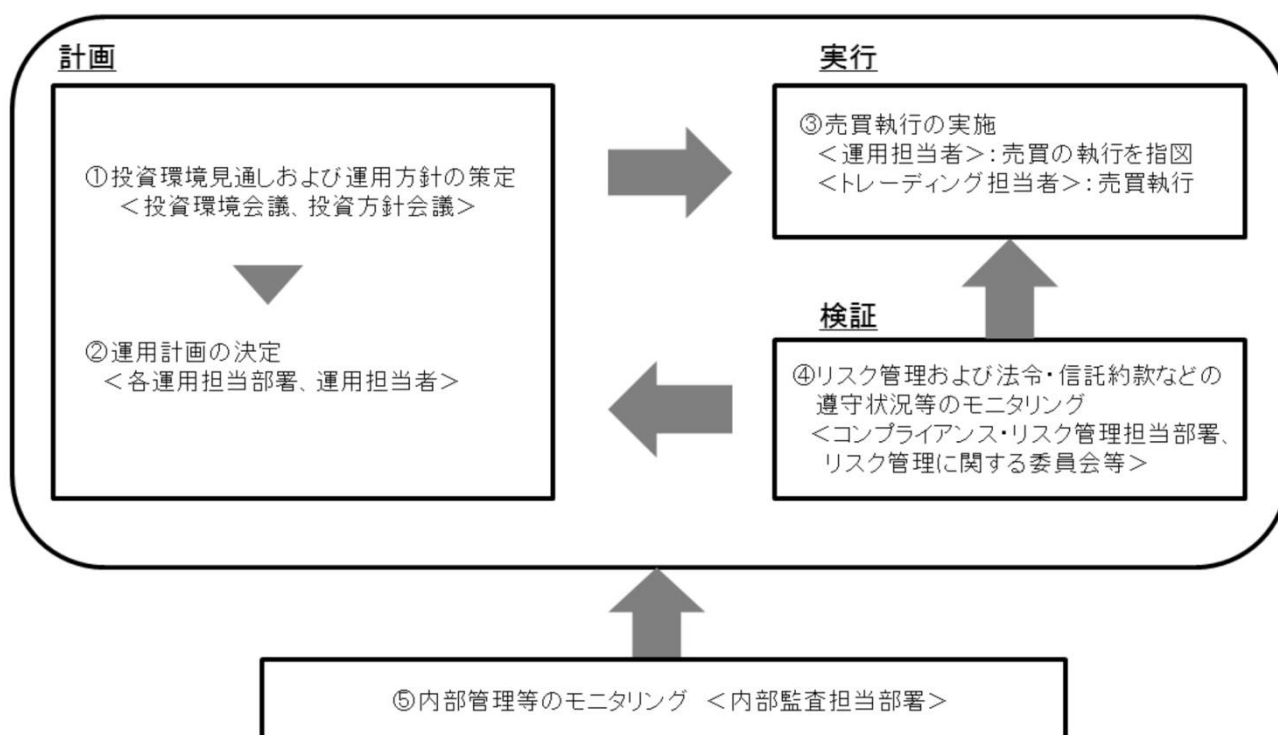 計画
①投資環境見通しおよび運用方針の策定
<投資環境会議、投資方針会議>
②運用計画の決定
<各運用担当部署、運用担当者>
実行
③売買執行の実施
<運用担当者>:売買の執行を指図
<トレーディング担当者>:売買執行
検証
④リスク管理および法令・信託約款などの
遵守状況等のモニタリング
<コンプライアンス・リスク管理担当部署、
リスク管理に関する委員会等>
⑤内部管理等のモニタリング <内部監査担当部署>